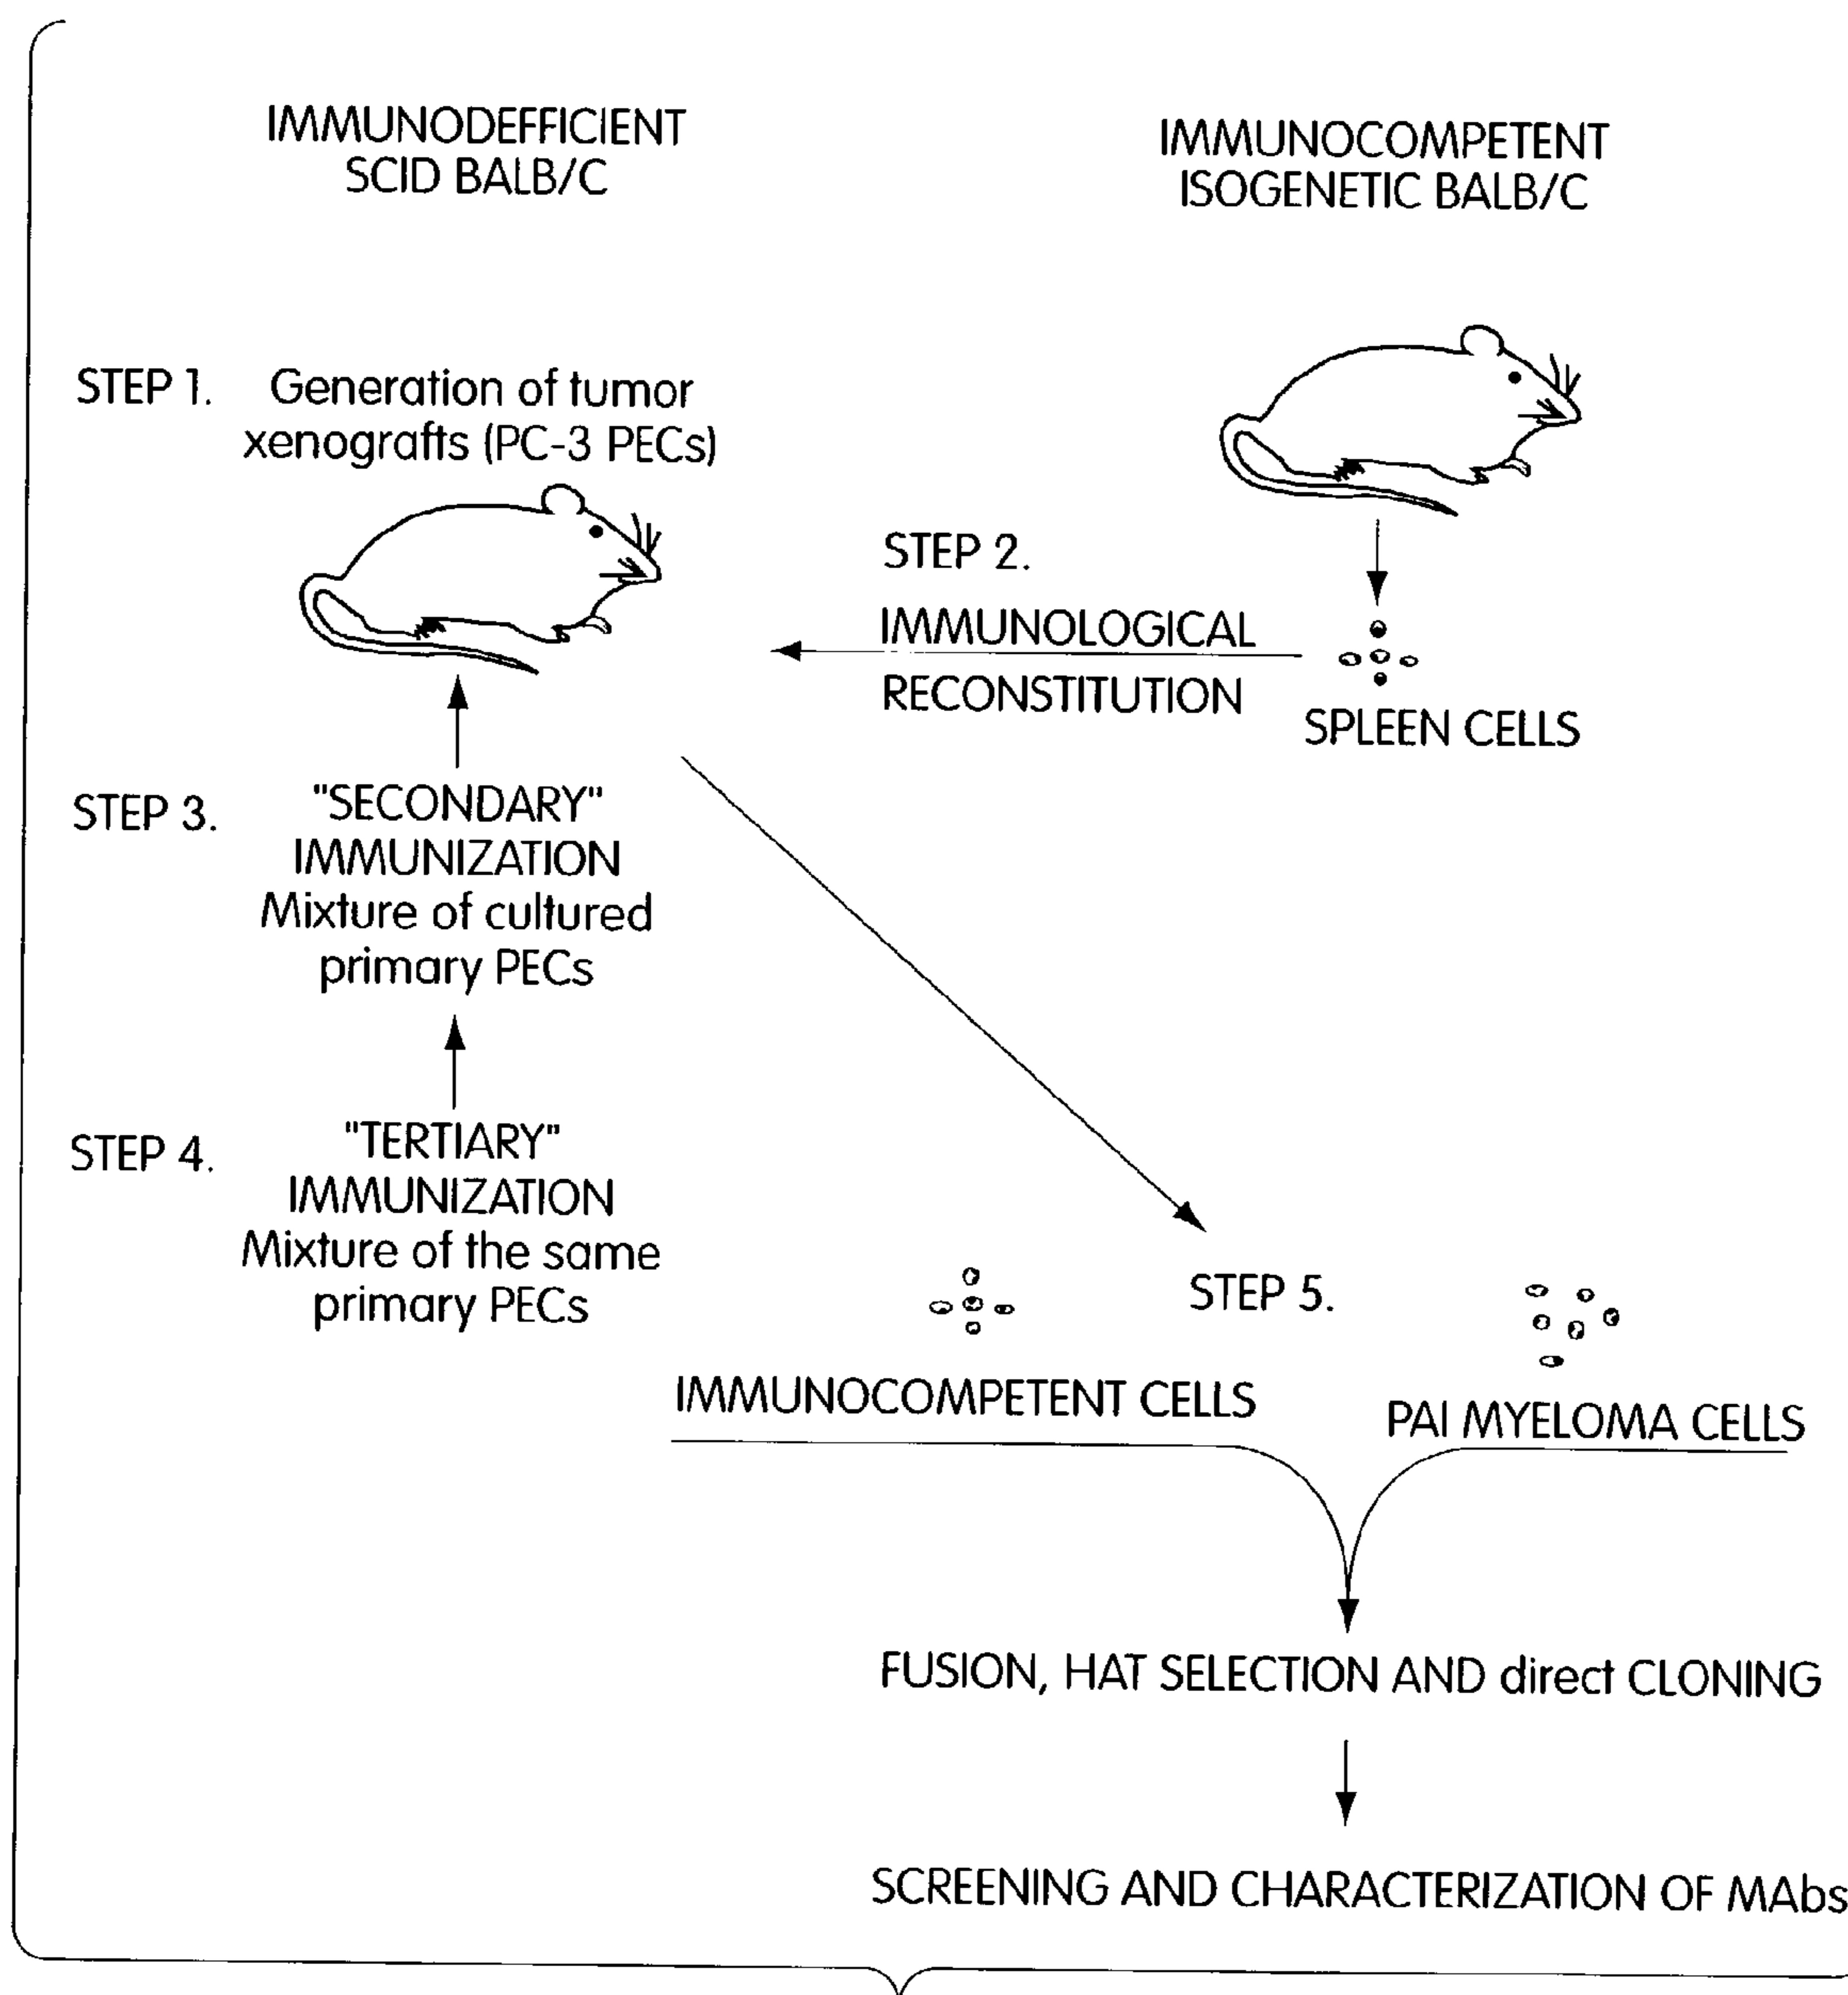 IMMUNODEFFICIENT
SCID BALB/C
IMMUNOCOMPETENT
ISOGENETIC BALB/C
STEP 1. Generation of tumor
xenografts (PC-3 PECs)
STEP 2.
IMMUNOLOGICAL
RECONSTITUTION
SPLEEN CELLS
STEP 3. "SECONDARY"
IMMUNIZATION
Mixture of cultured
primary PECs
STEP 4. "TERTIARY"
IMMUNIZATION
Mixture of the same
primary PECs
STEP 5.
IMMUNOCOMPETENT CELLS
PAI MYELOMA CELLS
FUSION, HAT SELECTION AND direct CLONING
SCREENING AND CHARACTERIZATION OF MAbs